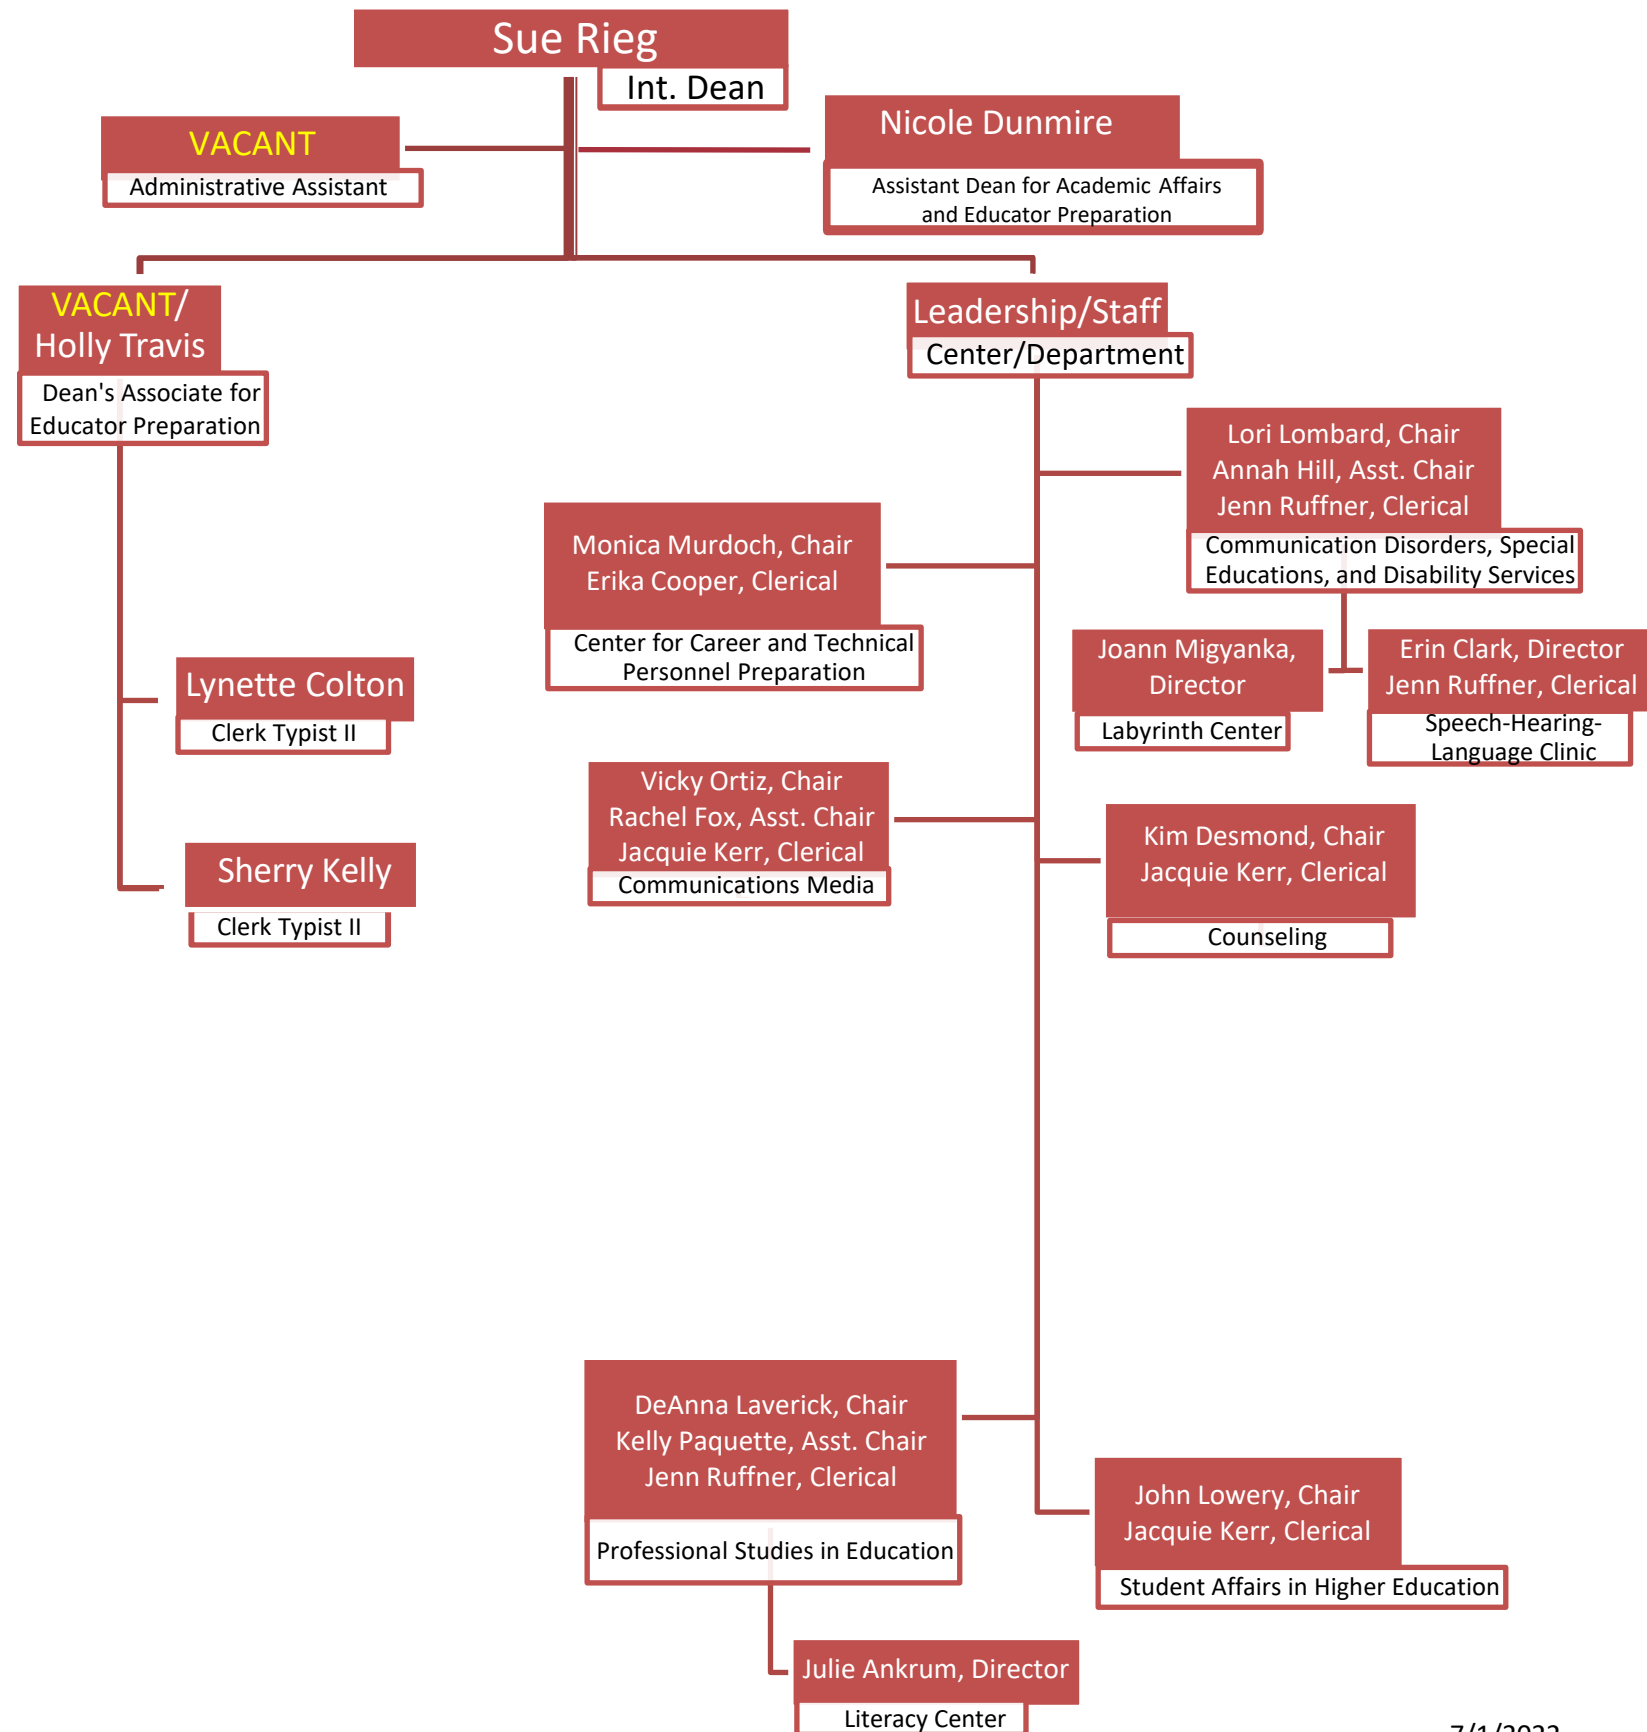 Sue Rieg
Int. Dean
VACANT
Administrative Assistant
Nicole Dunmire
Assistant Dean for Academic Affairs
and Educator Preparation
VACANT/
Holly Travis
Dean's Associate for
Educator Preparation
Leadership/Staff
Center/Department
Lori Lombard, Chair
Annah Hill, Asst. Chair
Jenn Ruffner, Clerical
Communication Disorders, Special
Educations, and Disability Services
Monica Murdoch, Chair
Erika Cooper, Clerical
Center for Career and Technical
Personnel Preparation
Joann Migyanka,
Director
Labyrinth Center
Erin Clark, Director
Jenn Ruffner, Clerical
Speech-Hearing-
Language Clinic
Lynette Colton
Clerk Typist II
Vicky Ortiz, Chair
Rachel Fox, Asst. Chair
Jacquie Kerr, Clerical
Communications Media
Kim Desmond, Chair
Jacquie Kerr, Clerical
Counseling
Sherry Kelly
Clerk Typist II
DeAnna Laverick, Chair
Kelly Paquette, Asst. Chair
Jenn Ruffner, Clerical
Professional Studies in Education
John Lowery, Chair
Jacquie Kerr, Clerical
Student Affairs in Higher Education
Julie Ankrum, Director
Literacy Center